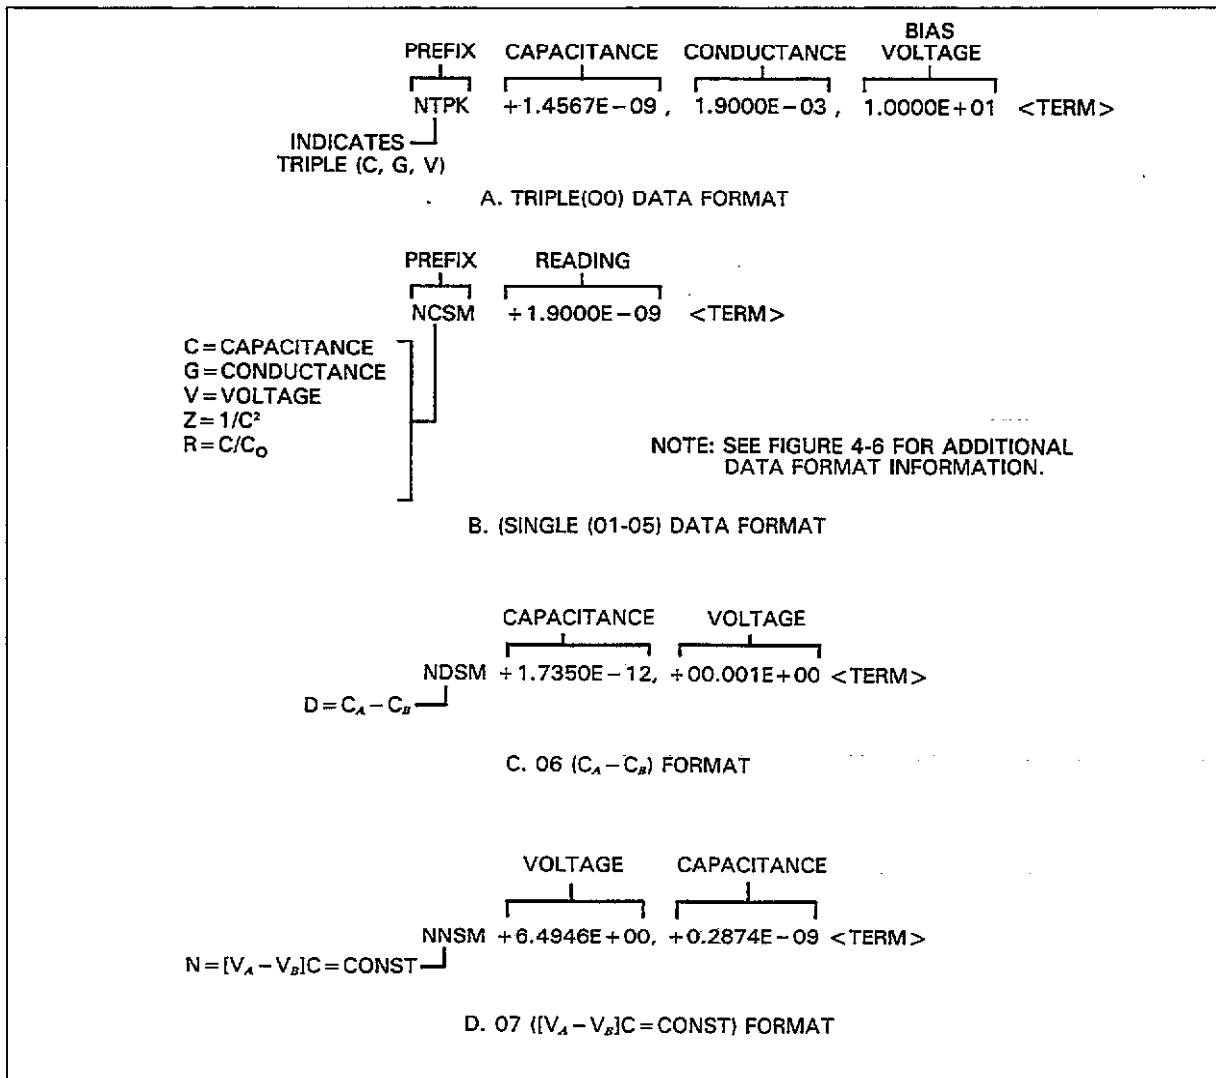 BIAS
PREFIX CAPACITANCE CONDUCTANCE VOLTAGE
NTPK +1.4567E−09, 1.9000E−03, 1.0000E+01 <TERM>
INDICATES
TRIPLE (C, G, V)
A. TRIPLE(OO) DATA FORMAT
PREFIX READING
NCSM +1.9000E−09 <TERM>
C=CAPACITANCE
G=CONDUCTANCE
V=VOLTAGE
Z=1/C²
R=C/C₀
NOTE: SEE FIGURE 4-6 FOR ADDITIONAL
DATA FORMAT INFORMATION.
B. (SINGLE (01-05) DATA FORMAT
CAPACITANCE VOLTAGE
NDSM +1.7350E−12, +00.001E+00 <TERM>
D=C_A−C_B
C. 06 (C_A−C_B) FORMAT
VOLTAGE CAPACITANCE
NNSM +6.4946E+00, +0.2874E−09 <TERM>
N=[V_A−V_B]C=CONST
D. 07 ([V_A−V_B]C=CONST) FORMAT